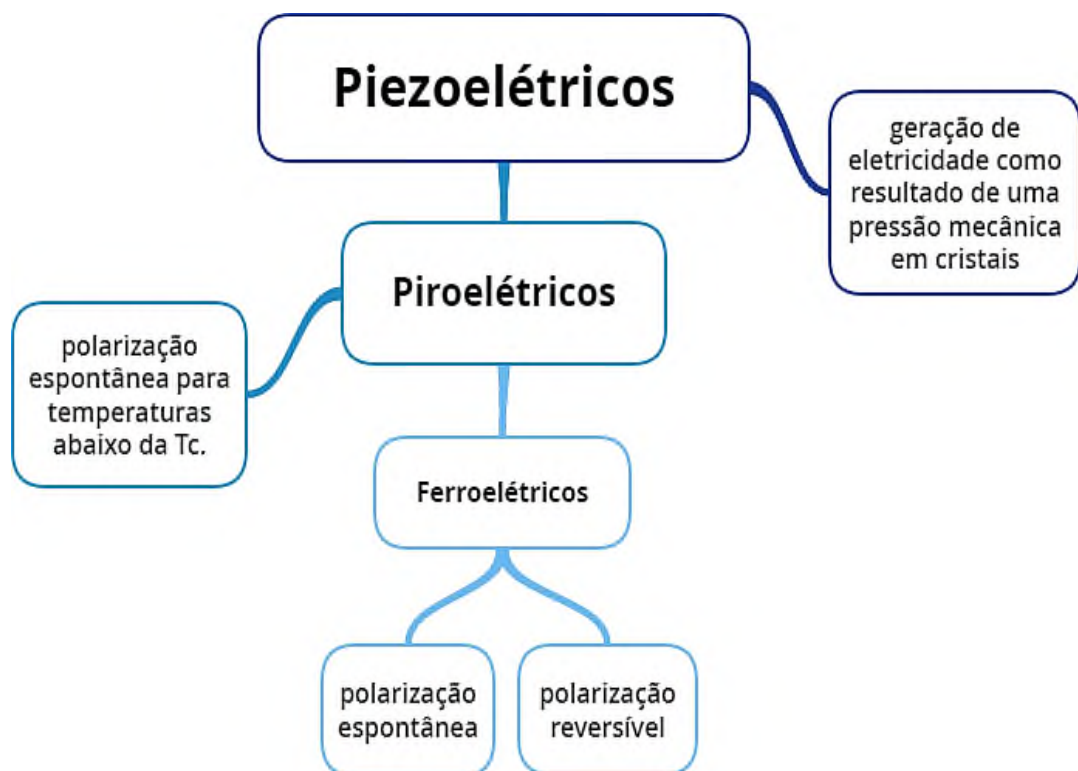 Piezoelétricos
geração de
eletricidade como
resultado de uma
pressão mecânica
em cristais
Piroelétricos
polarização
espontânea para
temperaturas
abaixo da Tc.
Ferroelétricos
polarização
espontânea
polarização
reversível